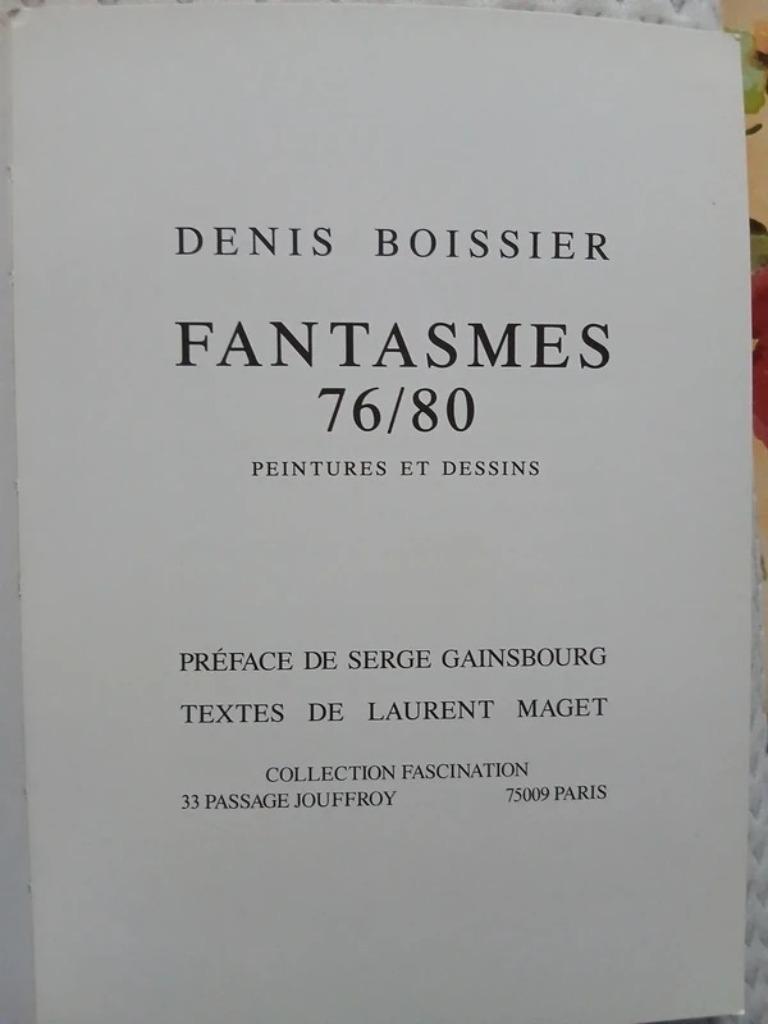 DENIS BOISSIER
FANTASMES
76/80
PEINTURES ET DESSINS
PRÉFACE DE SERGE GAINSBOURG
TEXTES DE LAURENT MAGET
COLLECTION FASCINATION
33 PASSAGE JOUFFROY 75009 PARIS